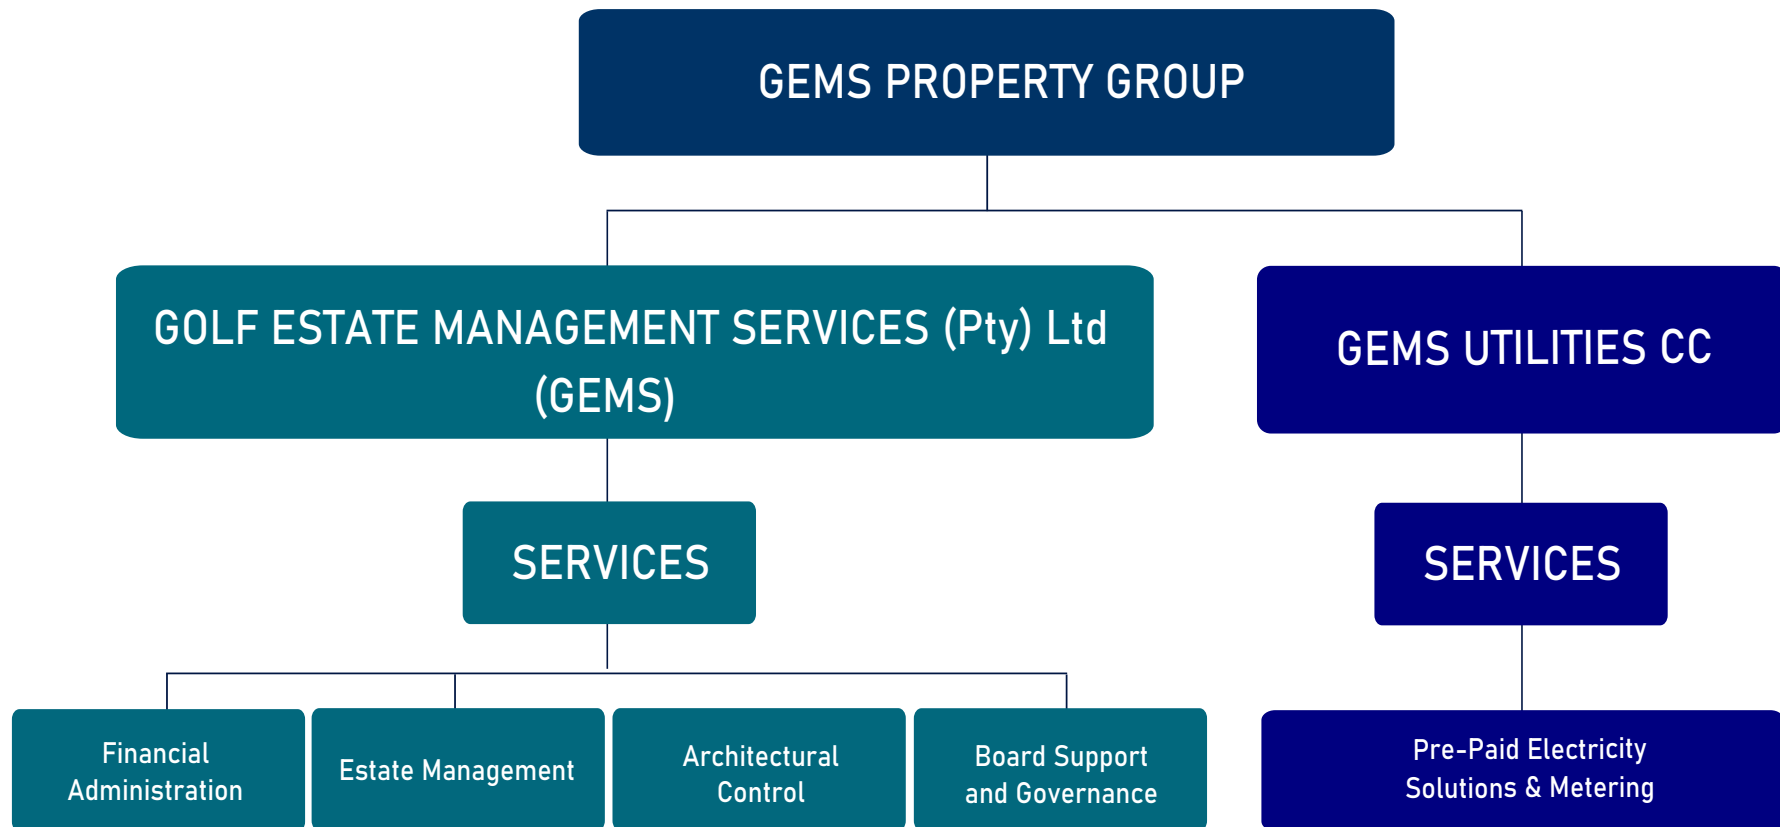 GEMS PROPERTY GROUP
GOLF ESTATE MANAGEMENT SERVICES (Pty) Ltd
(GEMS)
GEMS UTILITIES CC
SERVICES
SERVICES
Financial
Administration
Estate Management
Architectural
Control
Board Support
and Governance
Pre-Paid Electricity
Solutions & Metering